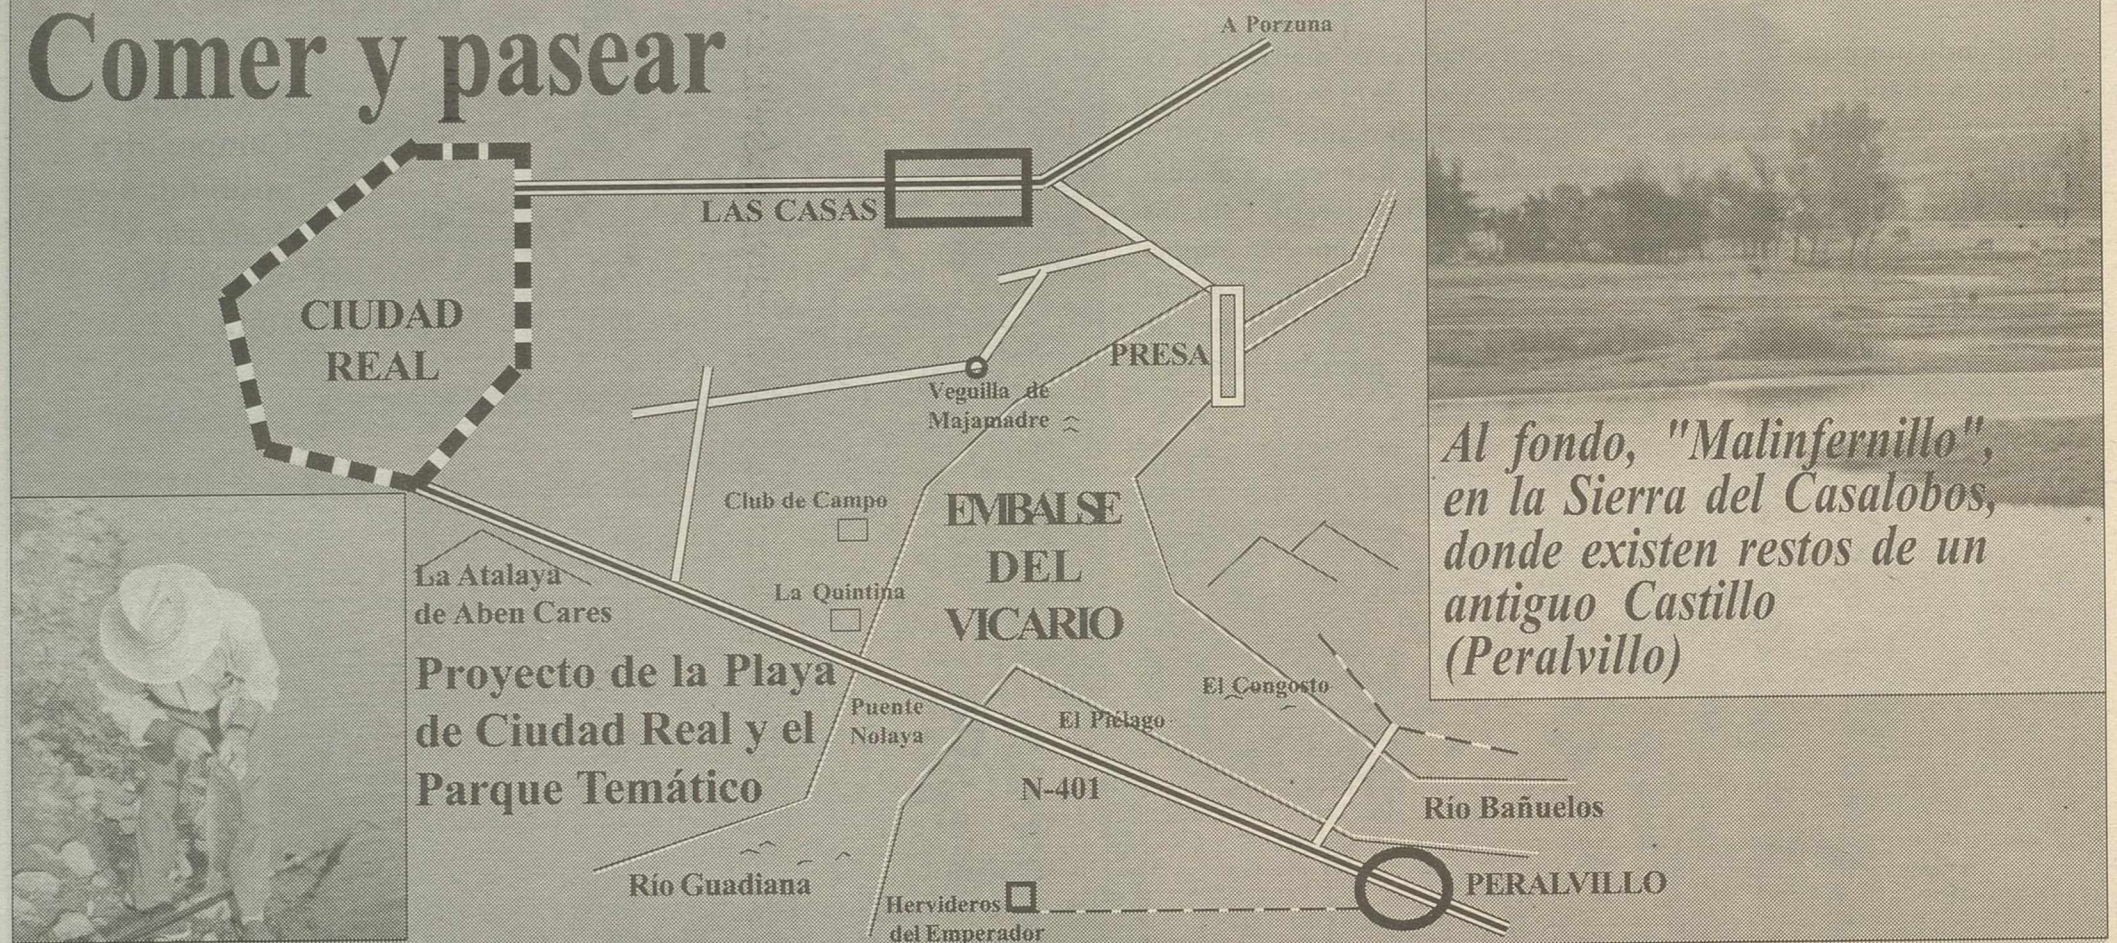 Comer y pasear
A Porzuna
LAS CASAS
CIUDAD
REAL
PRESA
Veguilla de
Majamadre
Club de Campo
EMBALSE
DEL
VICARIO
La Quintina
La Atalaya
de Aben Cares
Proyecto de la Playa
de Ciudad Real y el
Parque Temático
Puente
Nolaya
El Piélago
El Congosto
N-401
Río Bañuelos
Río Guadiana
Hervideros
del Emperador
PERALVILLO
Al fondo, "Malinfernillo",
en la Sierra del Casalobos,
donde existen restos de un
antiguo Castillo
(Peralvillo)